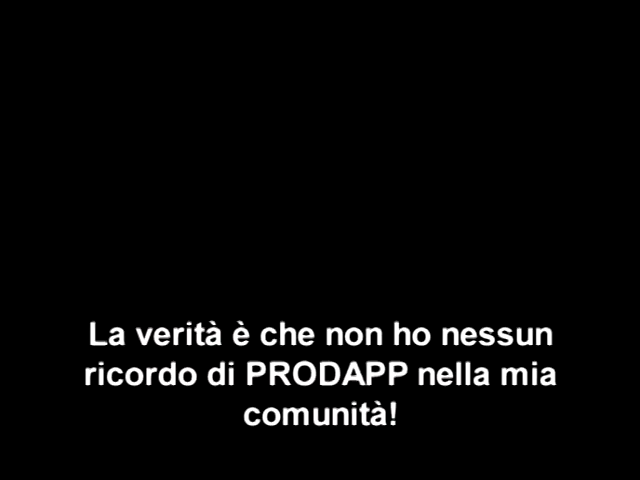 La verità è che non ho nessun
ricordo di PRODAPP nella mia
comunità!